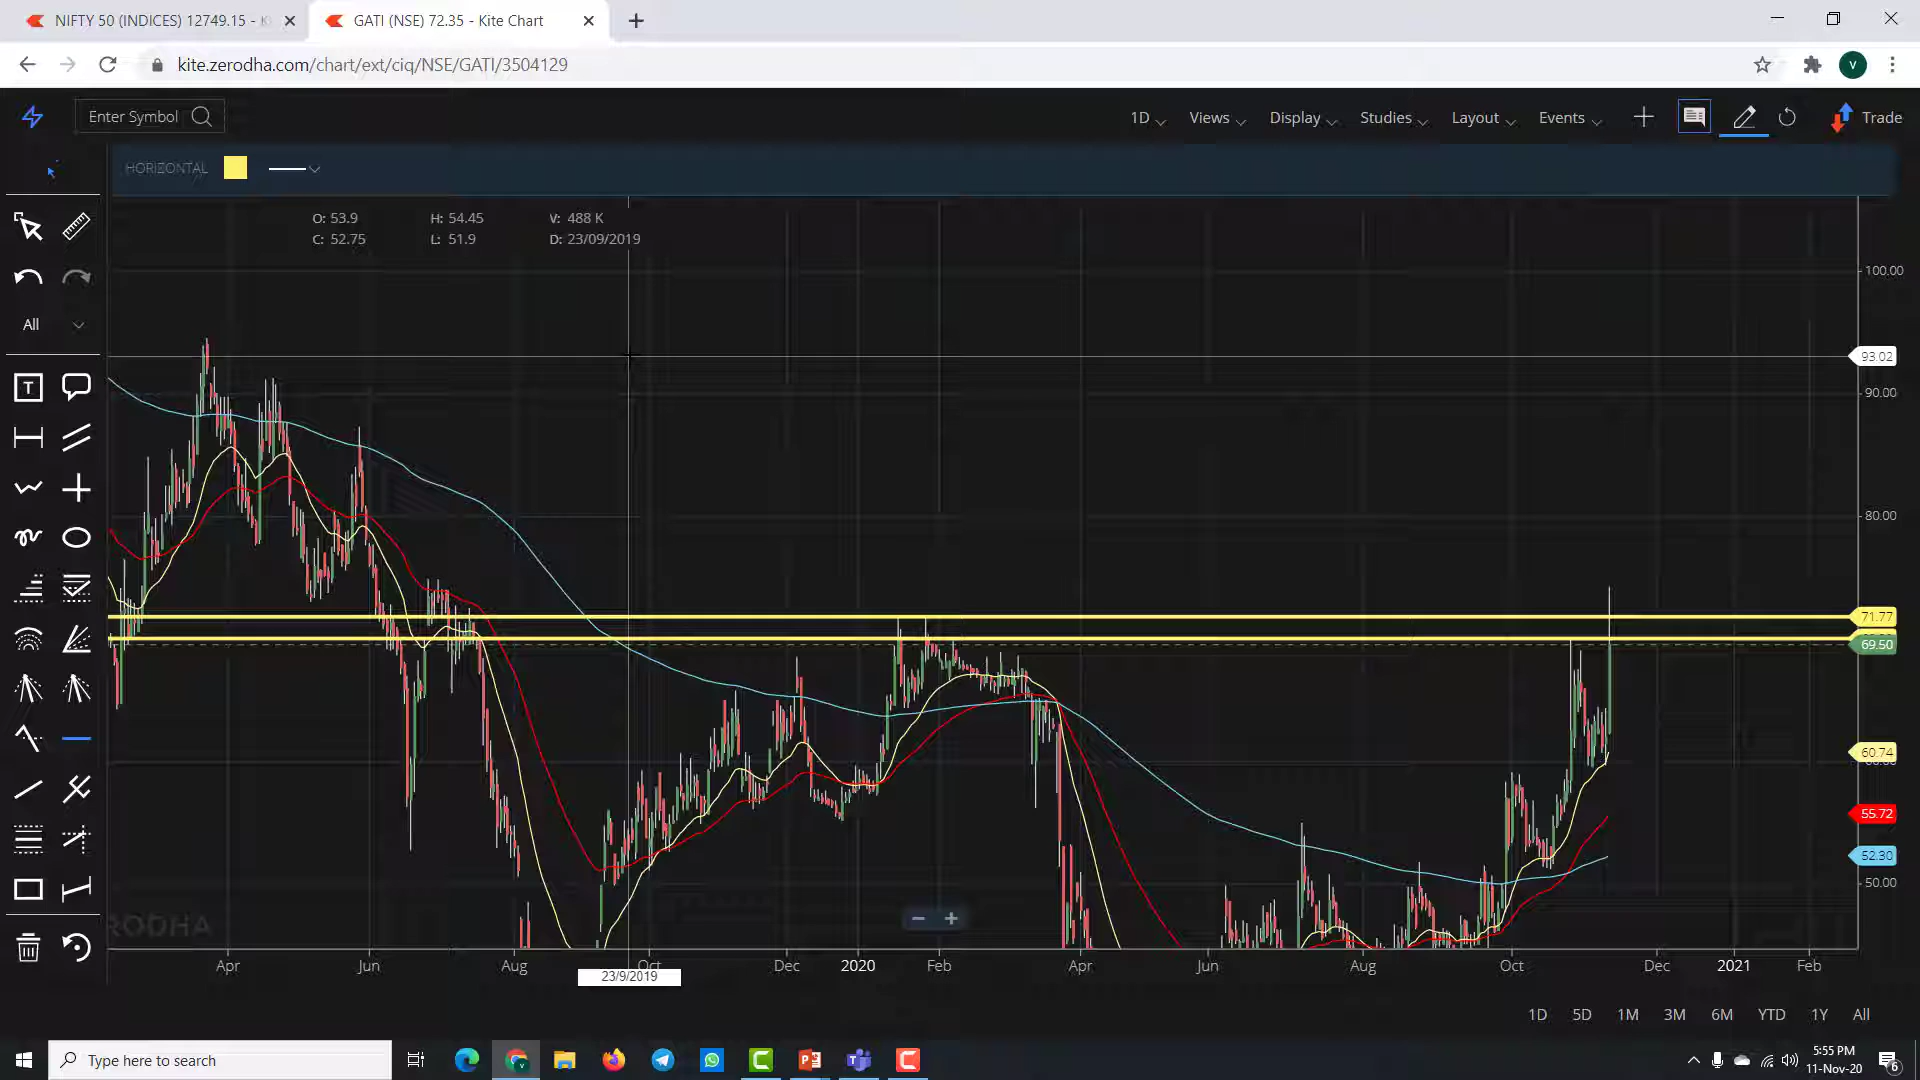 NIFTY 50 (INDICES) 12749.15 - K
GATI (NSE) 72.35 - Kite Chart
kite.zerodha.com/chart/ext/ciq/NSE/GATI/3504129
V
Enter Symbol
1D
Views
Display
Studies
Layout
Events
Trade
HORIZONTAL
O: 53.9 H: 54.45 V: 488 K
C: 52.75 L: 51.9 D: 23/09/2019
All
T
100.00
93.02
90.00
80.00
71.77
69.50
60.74
55.72
52.30
50.00
RODHA
Apr Jun Aug Oct Dec 2020 Feb Apr Jun Aug Oct Dec 2021 Feb
23/9/2019
1D 5D 1M 3M 6M YTD 1Y All
Type here to search
5:55 PM
11-Nov-20
6